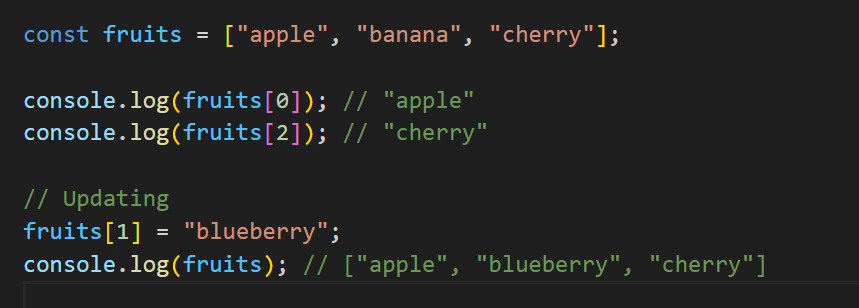 const fruits = ["apple", "banana", "cherry"];
console.log(fruits[0]); // "apple"
console.log(fruits[2]); // "cherry"
// Updating
fruits[1] = "blueberry";
console.log(fruits); // ["apple", "blueberry", "cherry"]